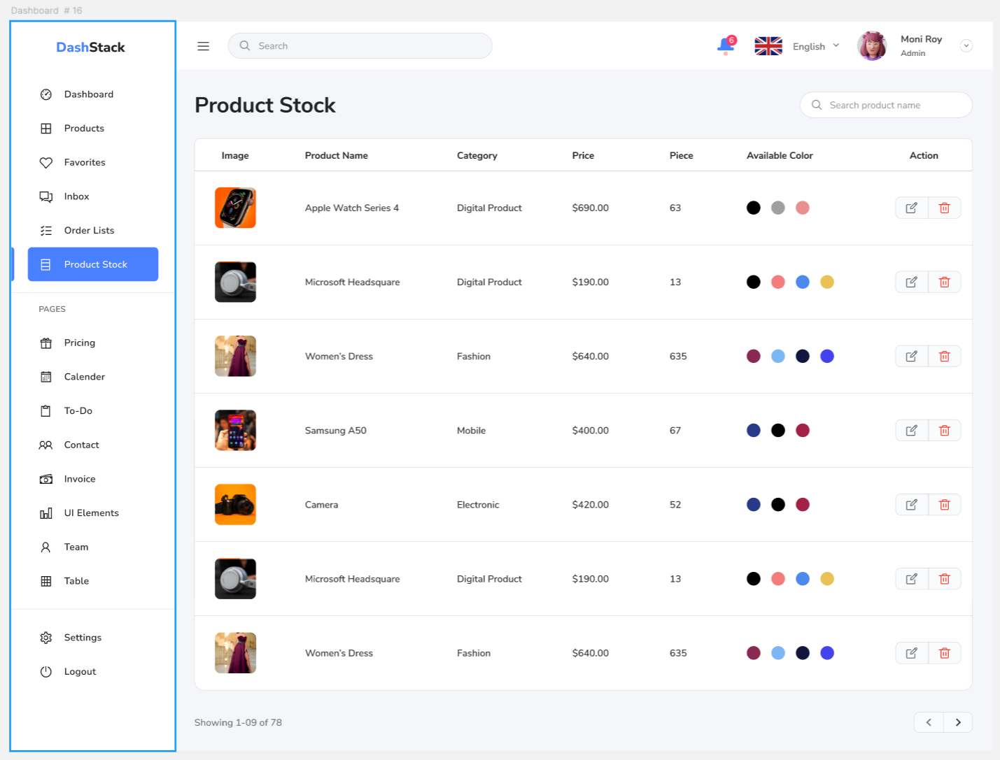 Dashboard # 16
DashStack
Dashboard
Products
Favorites
Inbox
Order Lists
Product Stock
PAGES
Pricing
Calender
To-Do
Contact
Invoice
UI Elements
Team
Table
Settings
Logout
Search
6
English
Moni Roy
Admin
Product Stock
Search product name
Image Product Name Category Price Piece Available Color Action
Apple Watch Series 4 Digital Product $690.00 63
Microsoft Headsquare Digital Product $190.00 13
Women’s Dress Fashion $640.00 635
Samsung A50 Mobile $400.00 67
Camera Electronic $420.00 52
Microsoft Headsquare Digital Product $190.00 13
Women’s Dress Fashion $640.00 635
Showing 1-09 of 78